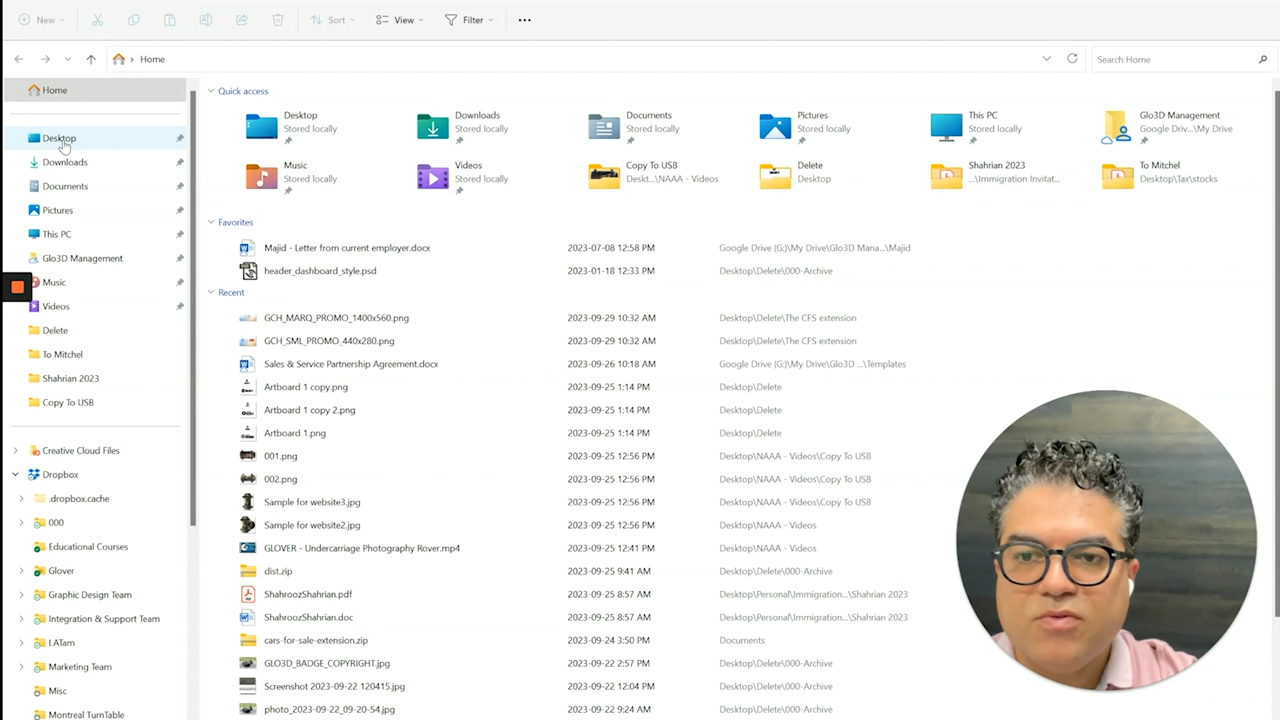 New
Sort
View
Filter
Home
Search Home
Home
Desktop
Downloads
Documents
Pictures
This PC
Glo3D Management
Music
Videos
Delete
To Mitchel
Shahrian 2023
Copy To USB
Creative Cloud Files
Dropbox
.dropbox.cache
000
Educational Courses
Glover
Graphic Design Team
Integration & Support Team
LATam
Marketing Team
Misc
Montreal TurnTable
Quick access
Desktop
Stored locally
Downloads
Stored locally
Documents
Stored locally
Pictures
Stored locally
This PC
Stored locally
Glo3D Management
Google Driv...\My Drive
Music
Stored locally
Videos
Stored locally
Copy To USB
Deskt...\NAAA - Videos
Delete
Desktop
Shahrian 2023
...\Immigration Invitat...
To Mitchel
Desktop\Tax\stocks
Favorites
Majid - Letter from current employer.docx 2023-07-08 12:58 PM Google Drive (G:)\My Drive\Glo3D Mana...\Majid
header_dashboard_style.psd 2023-01-18 12:33 PM Desktop\Delete\000-Archive
Recent
GCH_MARQ_PROMO_1400x560.png 2023-09-29 10:32 AM Desktop\Delete\The CFS extension
GCH_SML_PROMO_440x280.png 2023-09-29 10:32 AM Desktop\Delete\The CFS extension
Sales & Service Partnership Agreement.docx 2023-09-26 10:18 AM Google Drive (G:)\My Drive\Glo3D ...\Templates
Artboard 1 copy.png 2023-09-25 1:14 PM Desktop\Delete
Artboard 1 copy 2.png 2023-09-25 1:14 PM Desktop\Delete
Artboard 1.png 2023-09-25 1:14 PM Desktop\Delete
001.png 2023-09-25 12:56 PM Desktop\NAAA - Videos\Copy To USB
002.png 2023-09-25 12:56 PM Desktop\NAAA - Videos\Copy To USB
Sample for website3.jpg 2023-09-25 12:56 PM Desktop\NAAA - Videos\Copy To USB
Sample for website2.jpg 2023-09-25 12:56 PM Desktop\NAAA - Videos
GLOVER - Undercarriage Photography Rover.mp4 2023-09-25 12:41 PM Desktop\NAAA - Videos
dist.zip 2023-09-25 9:41 AM Desktop\Delete\000-Archive
ShahroozShahrian.pdf 2023-09-25 8:57 AM Desktop\Personal\Immigration...\Shahrian 2023
ShahroozShahrian.doc 2023-09-25 8:57 AM Desktop\Personal\Immigration...\Shahrian 2023
cars-for-sale-extension.zip 2023-09-24 3:50 PM Documents
GLO3D_BADGE_COPYRIGHT.jpg 2023-09-22 2:57 PM Desktop\Delete\000-Archive
Screenshot 2023-09-22 120415.jpg 2023-09-22 12:04 PM Desktop\Delete\000-Archive
photo_2023-09-22_09-20-54.jpg 2023-09-22 9:24 AM Desktop\Delete\000-Archive